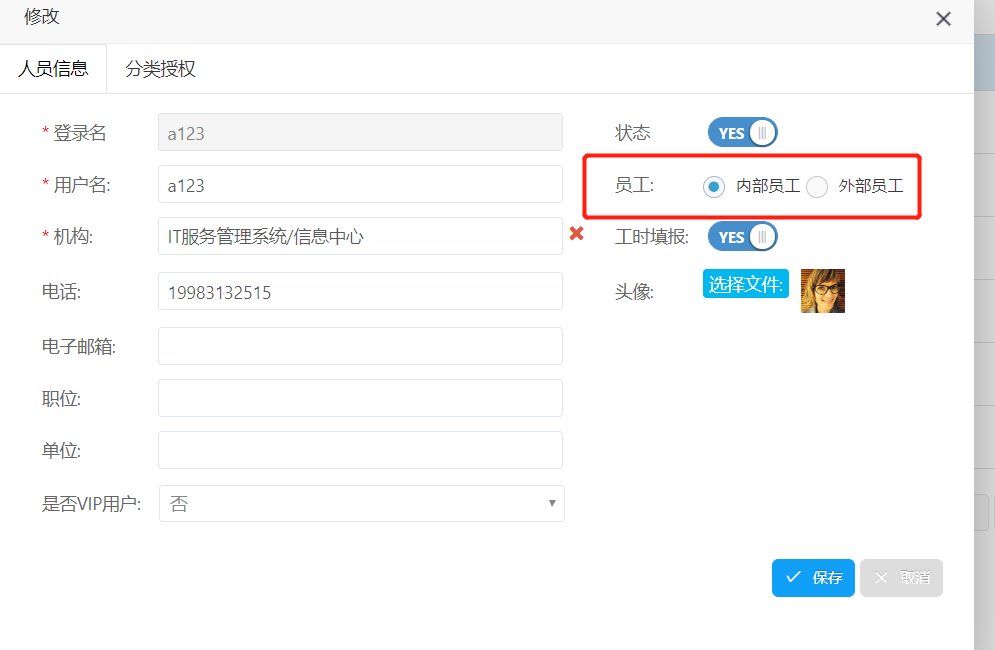 修改
人员信息 分类授权
* 登录名 a123 状态 YES
* 用户名: a123 员工: 内部员工 外部员工
* 机构: IT服务管理系统/信息中心 工时填报: YES
电话: 19983132515 头像: 选择文件:
电子邮箱:
职位:
单位:
是否VIP用户: 否
保存 取消